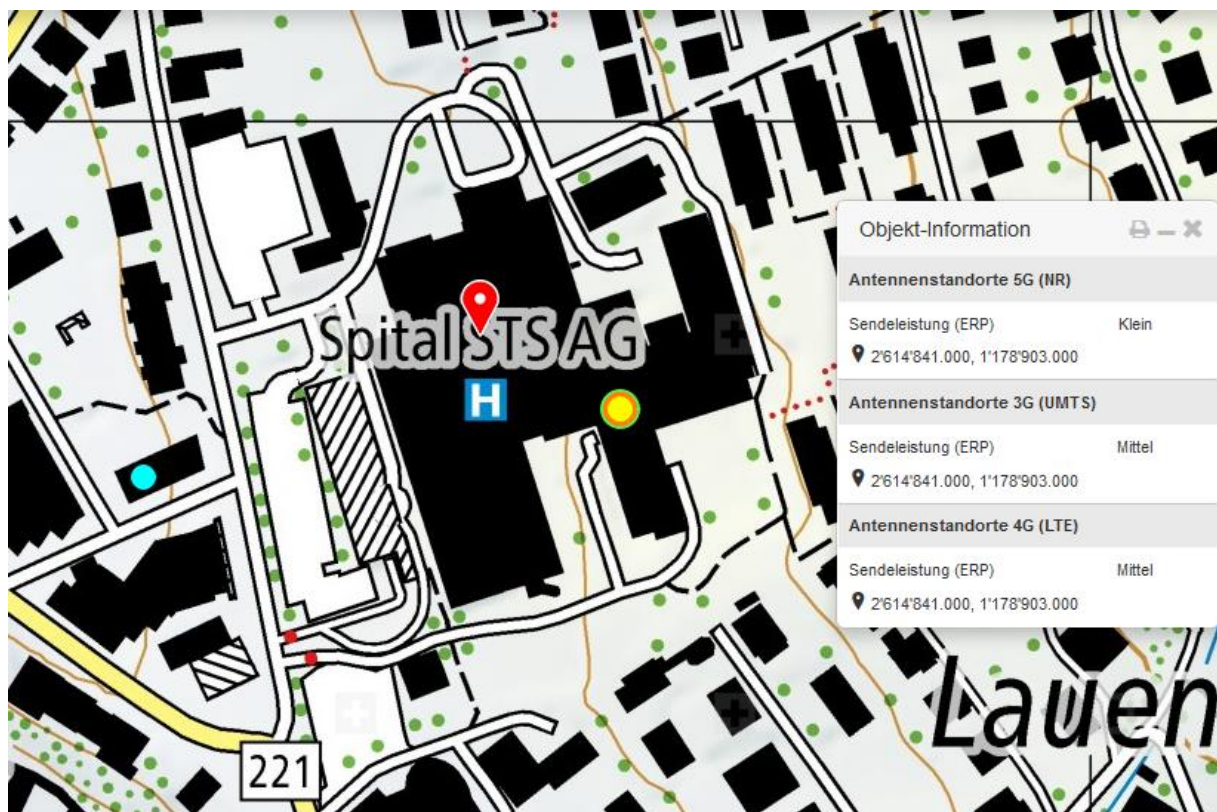 Spital STS AG
H
221
Lauen
Objekt-Information
Antennenstandorte 5G (NR)
Sendeleistung (ERP) Klein
2'614'841.000, 1'178'903.000
Antennenstandorte 3G (UMTS)
Sendeleistung (ERP) Mittel
2'614'841.000, 1'178'903.000
Antennenstandorte 4G (LTE)
Sendeleistung (ERP) Mittel
2'614'841.000, 1'178'903.000